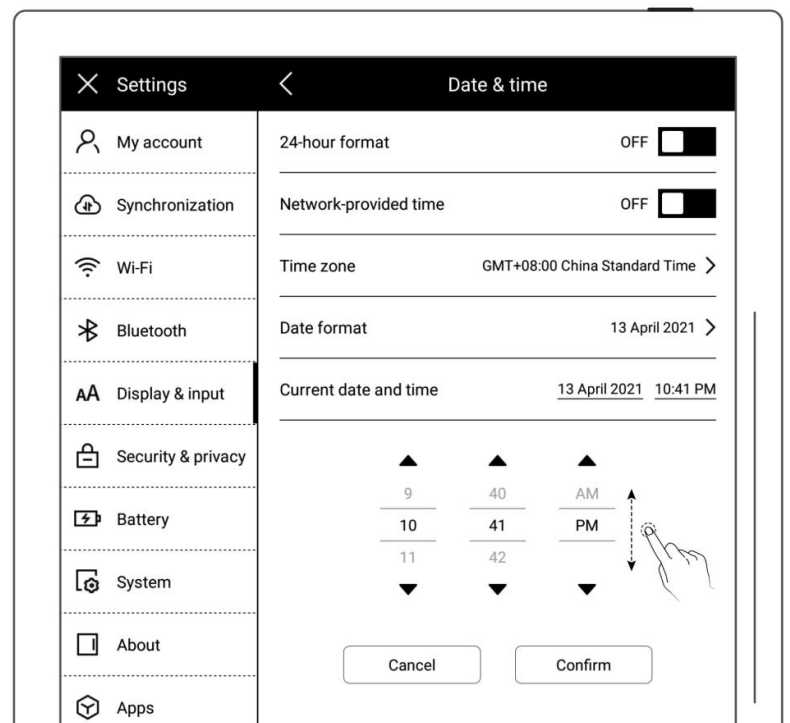 Settings
Date & time
My account
Synchronization
Wi-Fi
Bluetooth
AA Display & input
Security & privacy
Battery
System
About
Apps
24-hour format OFF
Network-provided time OFF
Time zone GMT+08:00 China Standard Time
Date format 13 April 2021
Current date and time 13 April 2021 10:41 PM
9 40 AM
10 41 PM
11 42
Cancel Confirm